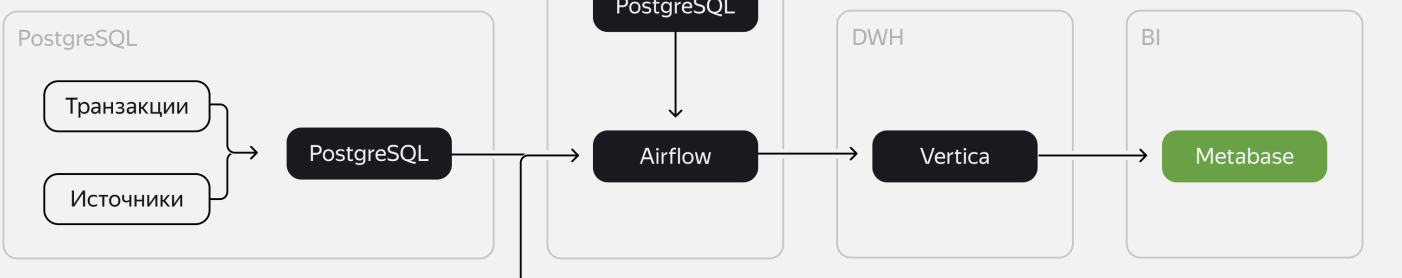 PostgreSQL
PostgreSQL
DWH
BI
Транзакции
PostgreSQL
Airflow
Vertica
Metabase
Источники